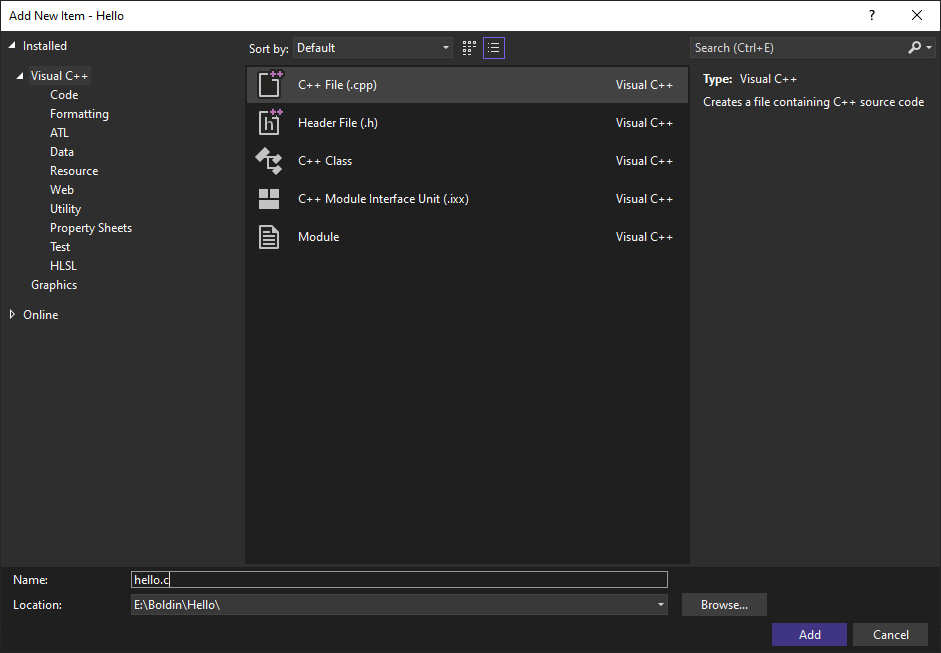 Add New Item - Hello
?
Installed
Visual C++
Code
Formatting
ATL
Data
Resource
Web
Utility
Property Sheets
Test
HLSL
Graphics
Online
Sort by: Default
C++ File (.cpp) Visual C++
Header File (.h) Visual C++
C++ Class Visual C++
C++ Module Interface Unit (.ixx) Visual C++
Module Visual C++
Search (Ctrl+E)
Type: Visual C++
Creates a file containing C++ source code
Name: hello.c
Location: E:\Boldin\Hello\
Browse...
Add Cancel